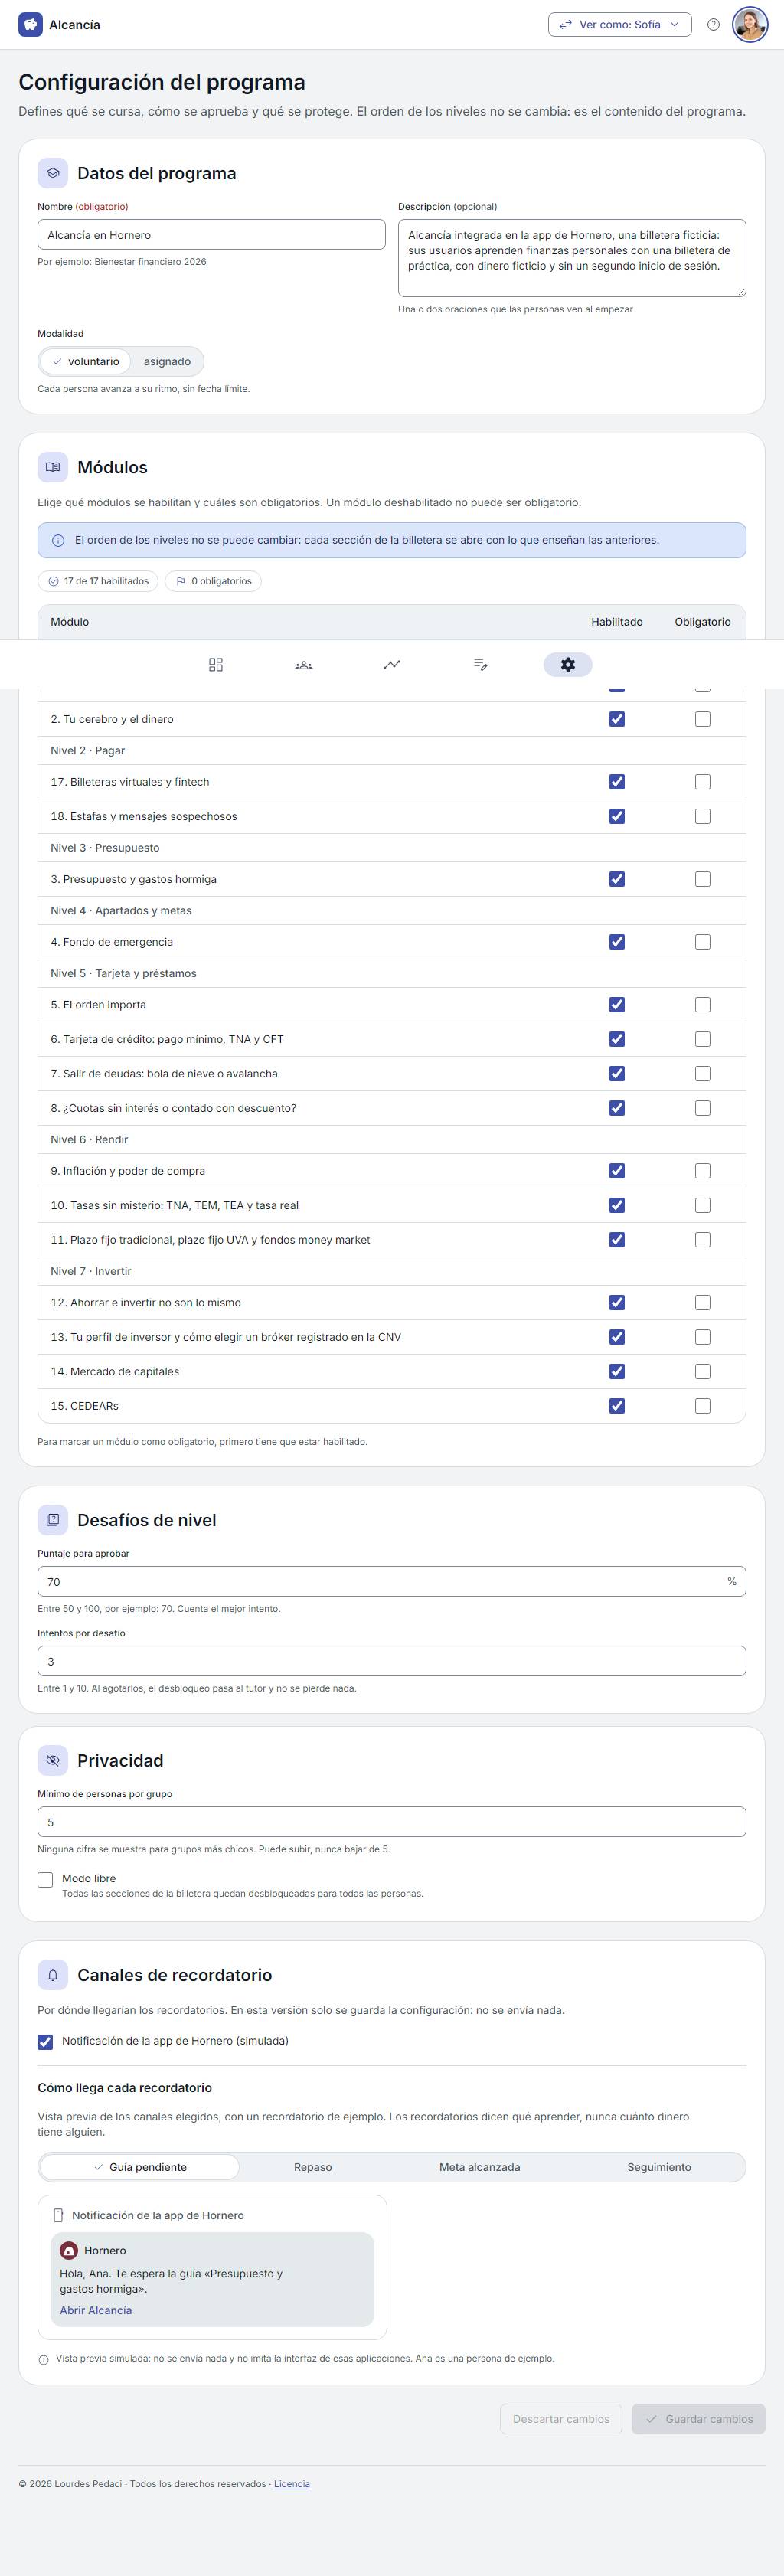 Alcancía
Ver como: Sofía
Configuración del programa
Defines qué se cursa, cómo se aprueba y qué se protege. El orden de los niveles no se cambia: es el contenido del programa.
Datos del programa
Nombre (obligatorio)
Alcancía en Hornero
Por ejemplo: Bienestar financiero 2026
Descripción (opcional)
Alcancía integrada en la app de Hornero, una billetera ficticia:
sus usuarios aprenden finanzas personales con una billetera de
práctica, con dinero ficticio y sin un segundo inicio de sesión.
Una o dos oraciones que las personas ven al empezar
Modalidad
voluntario asignado
Cada persona avanza a su ritmo, sin fecha límite.
Módulos
Elige qué módulos se habilitan y cuáles son obligatorios. Un módulo deshabilitado no puede ser obligatorio.
El orden de los niveles no se puede cambiar: cada sección de la billetera se abre con lo que enseñan las anteriores.
17 de 17 habilitados 0 obligatorios
Módulo Habilitado Obligatorio
2. Tu cerebro y el dinero
Nivel 2 · Pagar
17. Billeteras virtuales y fintech
18. Estafas y mensajes sospechosos
Nivel 3 · Presupuesto
3. Presupuesto y gastos hormiga
Nivel 4 · Apartados y metas
4. Fondo de emergencia
Nivel 5 · Tarjeta y préstamos
5. El orden importa
6. Tarjeta de crédito: pago mínimo, TNA y CFT
7. Salir de deudas: bola de nieve o avalancha
8. ¿Cuotas sin interés o contado con descuento?
Nivel 6 · Rendir
9. Inflación y poder de compra
10. Tasas sin misterio: TNA, TEM, TEA y tasa real
11. Plazo fijo tradicional, plazo fijo UVA y fondos money market
Nivel 7 · Invertir
12. Ahorrar e invertir no son lo mismo
13. Tu perfil de inversor y cómo elegir un bróker registrado en la CNV
14. Mercado de capitales
15. CEDEARs
Para marcar un módulo como obligatorio, primero tiene que estar habilitado.
Desafíos de nivel
Puntaje para aprobar
70 %
Entre 50 y 100, por ejemplo: 70. Cuenta el mejor intento.
Intentos por desafío
3
Entre 1 y 10. Al agotarlos, el desbloqueo pasa al tutor y no se pierde nada.
Privacidad
Mínimo de personas por grupo
5
Ninguna cifra se muestra para grupos más chicos. Puede subir, nunca bajar de 5.
Modo libre
Todas las secciones de la billetera quedan desbloqueadas para todas las personas.
Canales de recordatorio
Por dónde llegarían los recordatorios. En esta versión solo se guarda la configuración: no se envía nada.
Notificación de la app de Hornero (simulada)
Cómo llega cada recordatorio
Vista previa de los canales elegidos, con un recordatorio de ejemplo. Los recordatorios dicen qué aprender, nunca cuánto dinero
tiene alguien.
Guía pendiente Repaso Meta alcanzada Seguimiento
Notificación de la app de Hornero
Hornero
Hola, Ana. Te espera la guía «Presupuesto y
gastos hormiga».
Abrir Alcancía
Vista previa simulada: no se envía nada y no imita la interfaz de esas aplicaciones. Ana es una persona de ejemplo.
Descartar cambios Guardar cambios
© 2026 Lourdes Pedaci · Todos los derechos reservados · Licencia